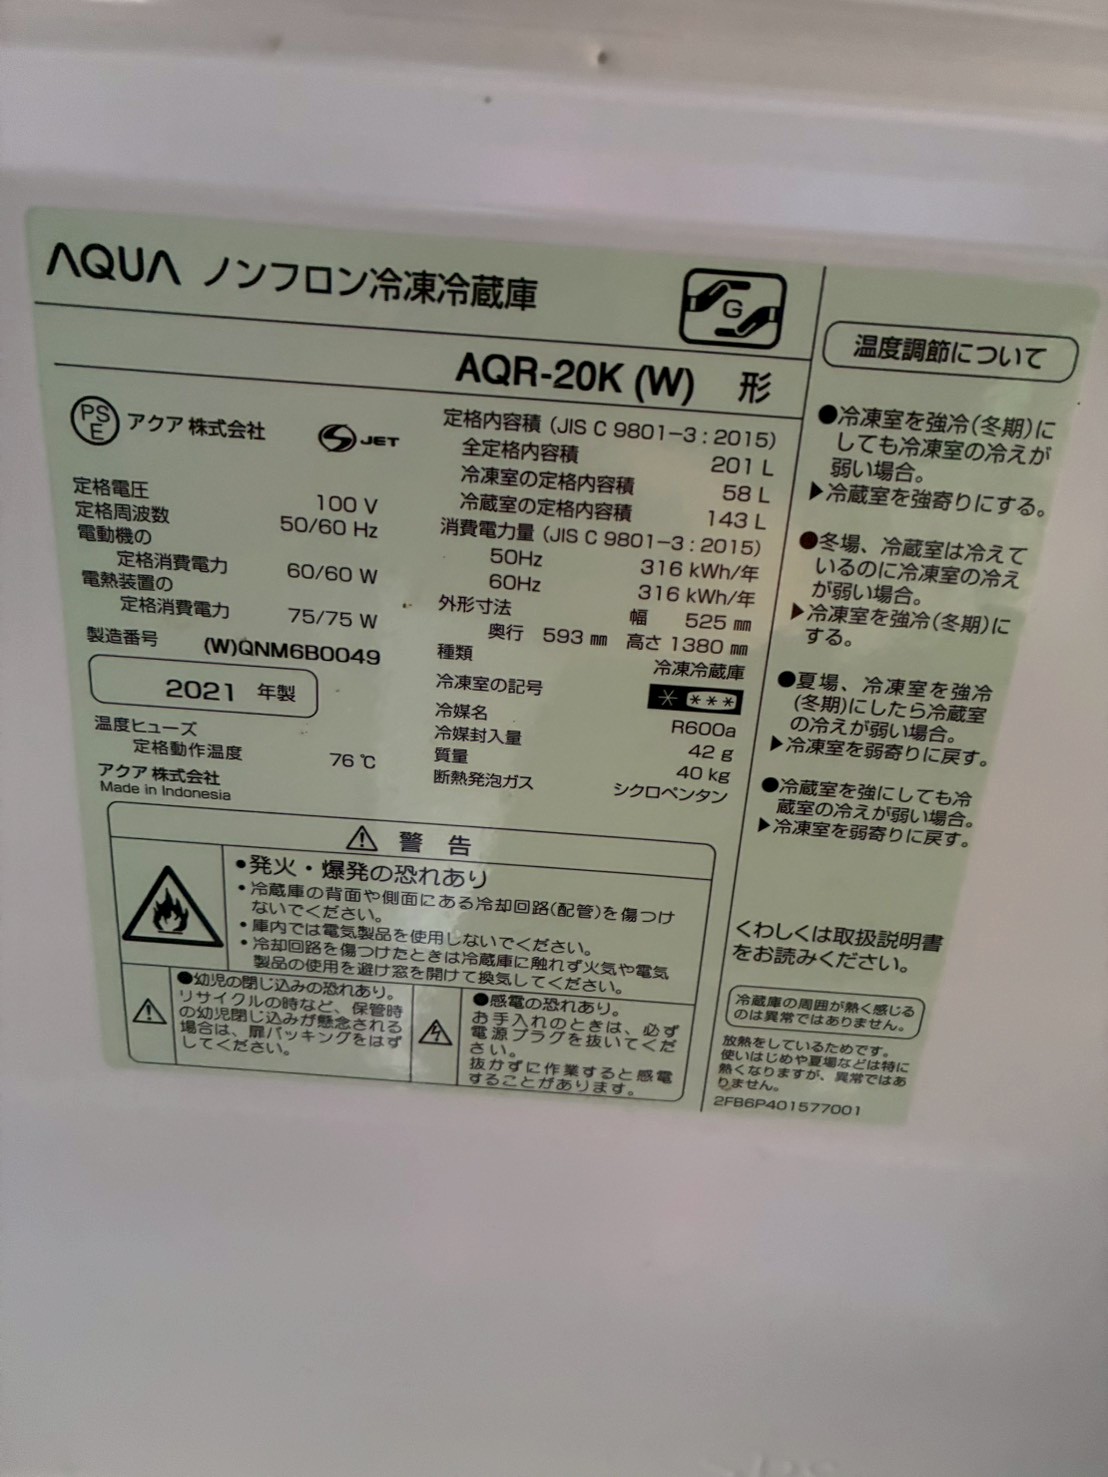 AQUA ノンフロン冷凍冷蔵庫
G
AQR-20K (W) 形
PS
E
アクア 株式会社
S JET
定格電圧 100 V
定格周波数 50/60 Hz
電動機の
定格消費電力 60/60 W
電熱装置の
定格消費電力 75/75 W
製造番号 (W)QNM6B0049
2021 年製
温度ヒューズ
定格動作温度 76 ℃
アクア 株式会社
Made in Indonesia
定格内容積 (JIS C 9801-3 : 2015)
全定格内容積 201 L
冷凍室の定格内容積 58 L
冷蔵室の定格内容積 143 L
消費電力量 (JIS C 9801-3 : 2015)
50Hz 316 kWh/年
60Hz 316 kWh/年
外形寸法 幅 525 ㎜
奥行 593 ㎜ 高さ 1380 ㎜
種類 冷凍冷蔵庫
冷凍室の記号 ＊ ＊＊＊
冷媒名 R600a
冷媒封入量 42 g
質量 40 kg
断熱発泡ガス シクロペンタン
⚠ 警 告
•発火・爆発の恐れあり
・冷蔵庫の背面や側面にある冷却回路(配管)を傷つけ
ないでください。
・庫内では電気製品を使用しないでください。
・冷却回路を傷つけたときは冷蔵庫に触れず火気や電気
製品の使用を避け窓を開けて換気してください。
●幼児の閉じ込みの恐れあり。
リサイクルの時など、保管時
の幼児閉じ込みが懸念される
場合は、扉パッキングをはず
してください。
●感電の恐れあり。
お手入れのときは、必ず
電源プラグを抜いてくだ
さい。
抜かずに作業すると感電
することがあります。
温度調節について
●冷凍室を強冷(冬期)に
しても冷凍室の冷えが
弱い場合。
▶冷蔵室を強寄りにする。
●冬場、冷蔵室は冷えて
いるのに冷凍室の冷え
が弱い場合。
▶冷凍室を強冷(冬期)に
する。
●夏場、冷凍室を強冷
(冬期)にしたら冷蔵室
の冷えが弱い場合。
▶冷凍室を弱寄りに戻す。
●冷蔵室を強にしても冷
蔵室の冷えが弱い場合。
▶冷凍室を弱寄りに戻す。
くわしくは取扱説明書
をお読みください。
冷蔵庫の周囲が熱く感じる
のは異常ではありません。
放熱をしているためです。
使いはじめや夏場などは特に
熱くなりますが、異常ではあ
りません。
2FB6P401577001